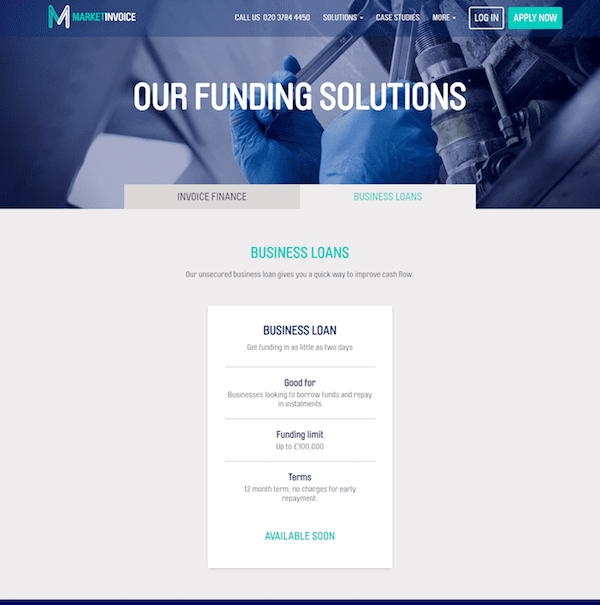 MARKETINVOICE
CALL US 020 3784 4450 SOLUTIONS CASE STUDIES MORE LOG IN APPLY NOW
OUR FUNDING SOLUTIONS
INVOICE FINANCE BUSINESS LOANS
BUSINESS LOANS
Our unsecured business loan gives you a quick way to improve cash flow.
BUSINESS LOAN
Get funding in as little as two days
Good for
Businesses looking to borrow funds and repay
in instalments
Funding limit
Up to £100,000
Terms
12 month term; no charges for early
repayment.
AVAILABLE SOON